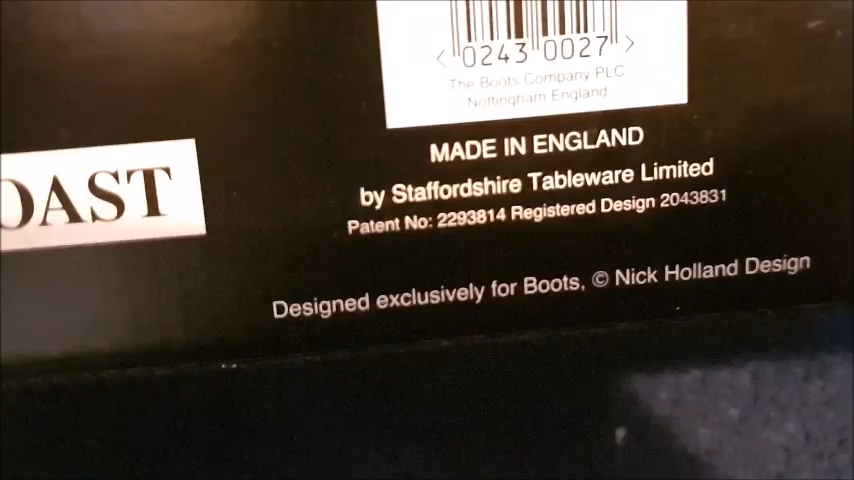 0243 0027
The Boots Company PLC
Nottingham England
MADE IN ENGLAND
by Staffordshire Tableware Limited
Patent No: 2293814 Registered Design 2043831
OAST
Designed exclusively for Boots, © Nick Holland Design